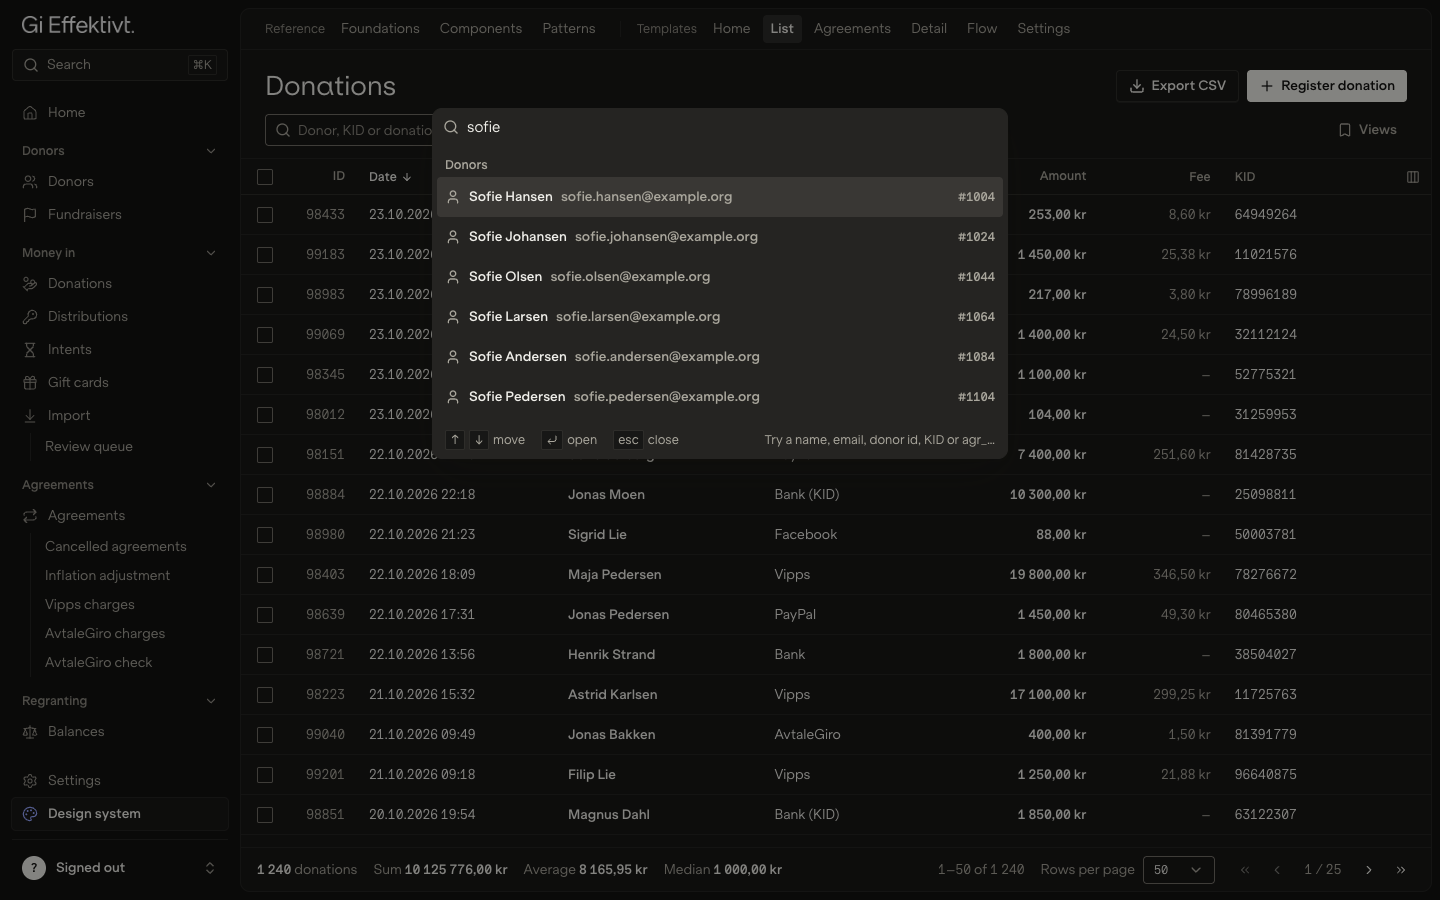 Gi Effektivt.
Search ⌘K
Home
Donors
Donors
Fundraisers
Money in
Donations
Distributions
Intents
Gift cards
Import
Review queue
Agreements
Agreements
Cancelled agreements
Inflation adjustment
Vipps charges
AvtaleGiro charges
AvtaleGiro check
Regranting
Balances
Settings
Design system
? Signed out
Reference Foundations Components Patterns Templates Home List Agreements Detail Flow Settings
Donations
Export CSV
Register donation
Donor, KID or donatio
Views
sofie
Donors
Sofie Hansen sofie.hansen@example.org #1004
Sofie Johansen sofie.johansen@example.org #1024
Sofie Olsen sofie.olsen@example.org #1044
Sofie Larsen sofie.larsen@example.org #1064
Sofie Andersen sofie.andersen@example.org #1084
Sofie Pedersen sofie.pedersen@example.org #1104
↑ ↓ move ↵ open esc close Try a name, email, donor id, KID or agr_…
ID Date ↓ Amount Fee KID
98433 23.10.2026 253,00 kr 8,60 kr 64949264
99183 23.10.2026 1 450,00 kr 25,38 kr 11021576
98983 23.10.2026 217,00 kr 3,80 kr 78996189
99069 23.10.2026 1 400,00 kr 24,50 kr 32112124
98345 23.10.2026 1 100,00 kr – 52775321
98012 23.10.2026 104,00 kr – 31259953
98151 22.10.2026 7 400,00 kr 251,60 kr 81428735
98884 22.10.2026 22:18 Jonas Moen Bank (KID) 10 300,00 kr – 25098811
98980 22.10.2026 21:23 Sigrid Lie Facebook 88,00 kr – 50003781
98403 22.10.2026 18:09 Maja Pedersen Vipps 19 800,00 kr 346,50 kr 78276672
98639 22.10.2026 17:31 Jonas Pedersen PayPal 1 450,00 kr 49,30 kr 80465380
98721 22.10.2026 13:56 Henrik Strand Bank 1 800,00 kr – 38504027
98223 21.10.2026 15:32 Astrid Karlsen Vipps 17 100,00 kr 299,25 kr 11725763
99040 21.10.2026 09:49 Jonas Bakken AvtaleGiro 400,00 kr 1,50 kr 81391779
99201 21.10.2026 09:18 Filip Lie Vipps 1 250,00 kr 21,88 kr 96640875
98851 20.10.2026 19:54 Magnus Dahl Bank (KID) 1 850,00 kr – 63122307
1 240 donations Sum 10 125 776,00 kr Average 8 165,95 kr Median 1 000,00 kr 1–50 of 1 240 Rows per page 50 « ‹ 1 / 25 › »